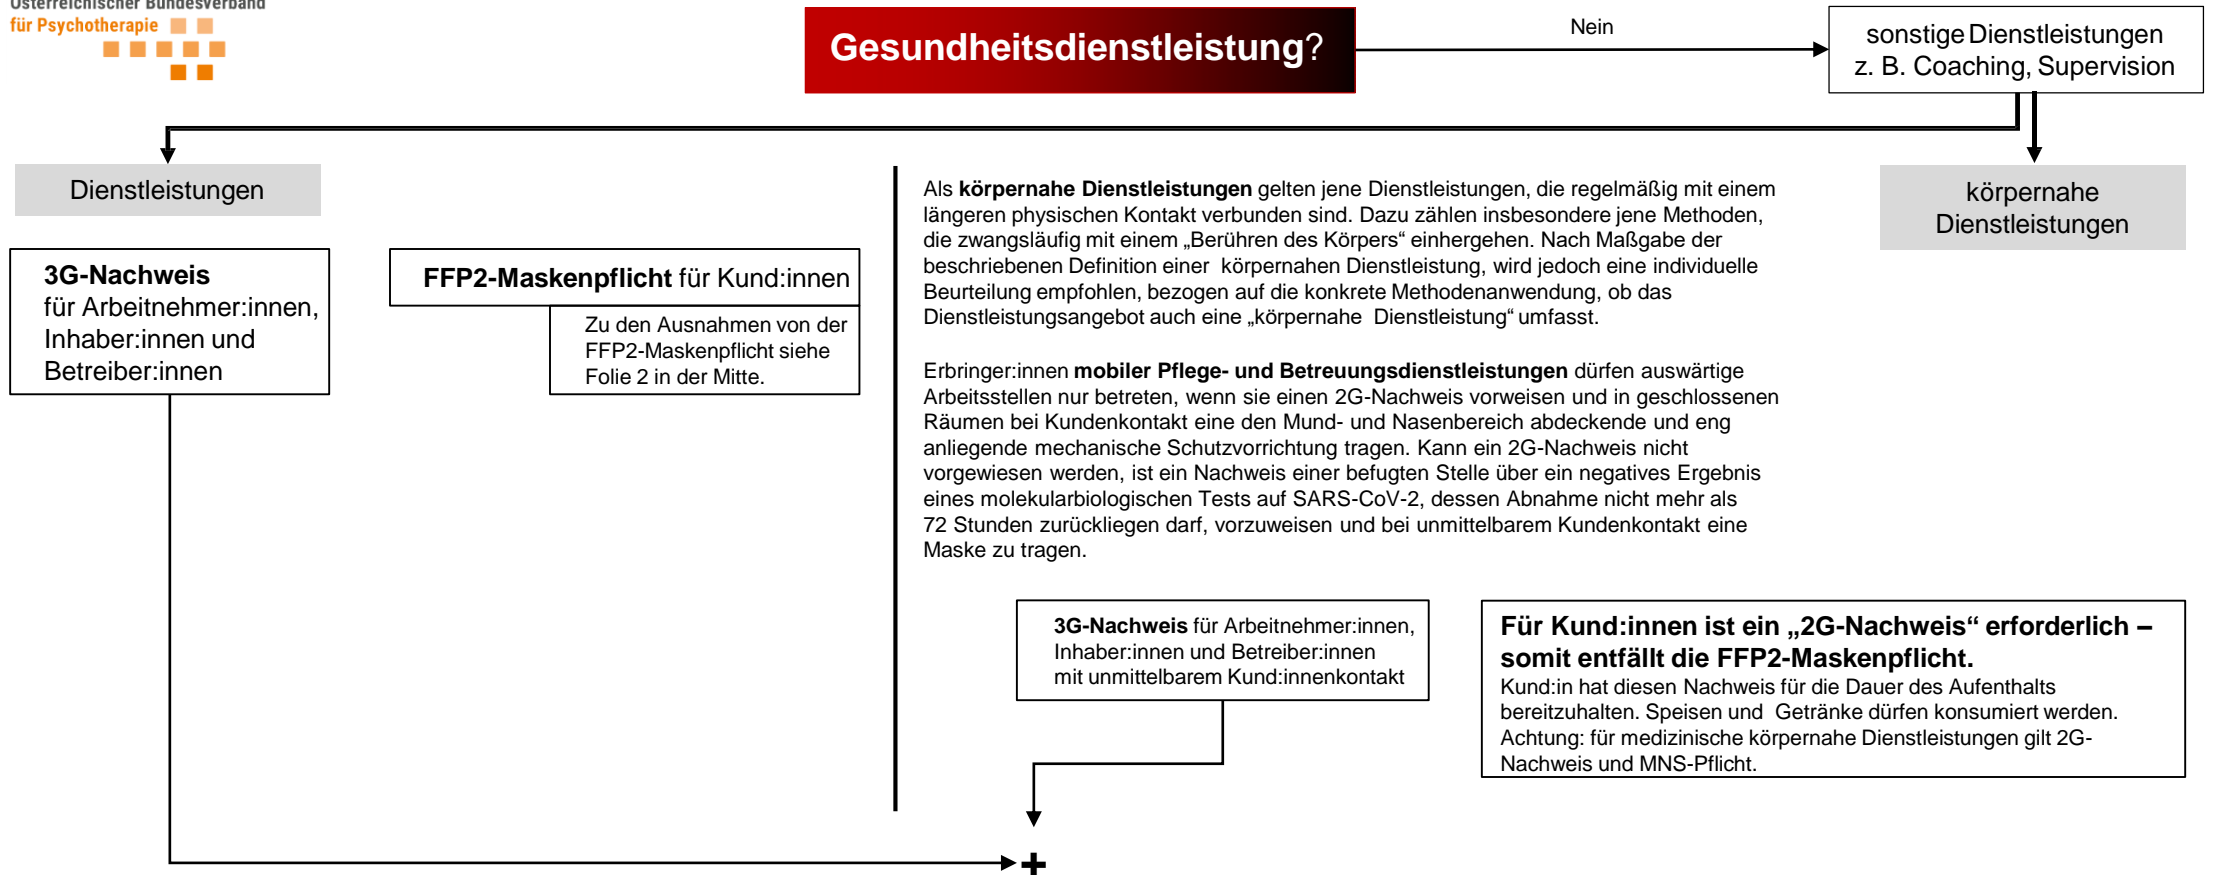 Österreichischer Bundesverband
für Psychotherapie
Gesundheitsdienstleistung?
Nein
sonstige Dienstleistungen
z. B. Coaching, Supervision
Dienstleistungen
3G-Nachweis
für Arbeitnehmer:innen,
Inhaber:innen und
Betreiber:innen
FFP2-Maskenpflicht für Kund:innen
Zu den Ausnahmen von der
FFP2-Maskenpflicht siehe
Folie 2 in der Mitte.
Als körpernahe Dienstleistungen gelten jene Dienstleistungen, die regelmäßig mit einem
längeren physischen Kontakt verbunden sind. Dazu zählen insbesondere jene Methoden,
die zwangsläufig mit einem „Berühren des Körpers“ einhergehen. Nach Maßgabe der
beschriebenen Definition einer körpernahen Dienstleistung, wird jedoch eine individuelle
Beurteilung empfohlen, bezogen auf die konkrete Methodenanwendung, ob das
Dienstleistungsangebot auch eine „körpernahe Dienstleistung“ umfasst.
Erbringer:innen mobiler Pflege- und Betreuungsdienstleistungen dürfen auswärtige
Arbeitsstellen nur betreten, wenn sie einen 2G-Nachweis vorweisen und in geschlossenen
Räumen bei Kundenkontakt eine den Mund- und Nasenbereich abdeckende und eng
anliegende mechanische Schutzvorrichtung tragen. Kann ein 2G-Nachweis nicht
vorgewiesen werden, ist ein Nachweis einer befugten Stelle über ein negatives Ergebnis
eines molekularbiologischen Tests auf SARS-CoV-2, dessen Abnahme nicht mehr als
72 Stunden zurückliegen darf, vorzuweisen und bei unmittelbarem Kundenkontakt eine
Maske zu tragen.
körpernahe
Dienstleistungen
3G-Nachweis für Arbeitnehmer:innen,
Inhaber:innen und Betreiber:innen
mit unmittelbarem Kund:innenkontakt
Für Kund:innen ist ein „2G-Nachweis“ erforderlich –
somit entfällt die FFP2-Maskenpflicht.
Kund:in hat diesen Nachweis für die Dauer des Aufenthalts
bereitzuhalten. Speisen und Getränke dürfen konsumiert werden.
Achtung: für medizinische körpernahe Dienstleistungen gilt 2G-
Nachweis und MNS-Pflicht.
+